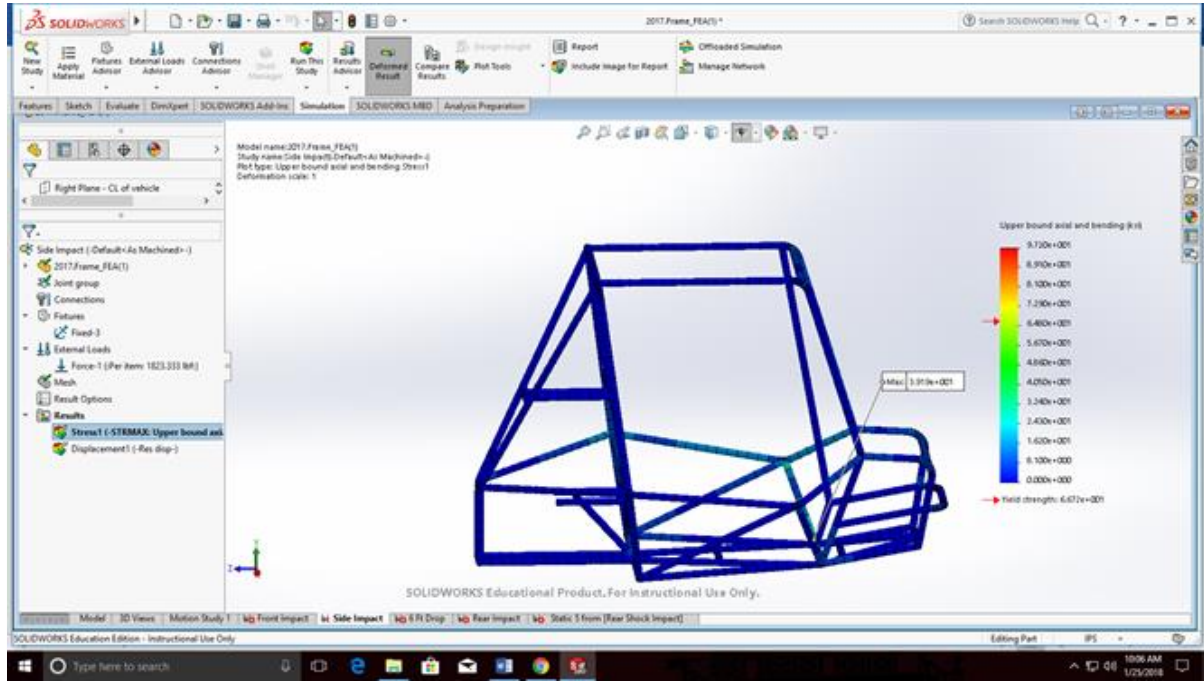 SOLIDWORKS
2017.Frame_FEA(1) *
Search SOLIDWORKS Help
New Study
Apply Material
Fixtures Advisor
External Loads Advisor
Connections Advisor
Shell Manager
Run This Study
Results Advisor
Deformed Result
Compare Results
Design Insight
Plot Tools
Report
Include Image for Report
Offloaded Simulation
Manage Network
Features
Sketch
Evaluate
DimXpert
SOLIDWORKS Add-Ins
Simulation
SOLIDWORKS MBD
Analysis Preparation
Model name:2017.Frame_FEA(1)
Study name:Side Impact(-Default<As Machined>-)
Plot type: Upper bound axial and bending Stress1
Deformation scale: 1
Right Plane - CL of vehicle
Side Impact (-Default<As Machined>-)
2017.Frame_FEA(1)
Joint group
Connections
Fixtures
Fixed-3
External Loads
Force-1 (:Per item: 1823.333 lbf:)
Mesh
Result Options
Results
Stress1 (-STRMAX: Upper bound axi
Displacement1 (-Res disp-)
Upper bound axial and bending (ksi)
9.720e+001
8.910e+001
8.100e+001
7.290e+001
6.480e+001
5.670e+001
4.860e+001
4.050e+001
3.240e+001
2.430e+001
1.620e+001
8.100e+000
0.000e+000
Yield strength: 6.672e+001
Max: 3.919e+001
Y
Z
SOLIDWORKS Educational Product. For Instructional Use Only.
Model
3D Views
Motion Study 1
Front Impact
Side Impact
6 Ft Drop
Rear Impact
Static 5 from [Rear Shock Impact]
SOLIDWORKS Education Edition - Instructional Use Only
Editing Part
IPS
Type here to search
10:06 AM
1/25/2018